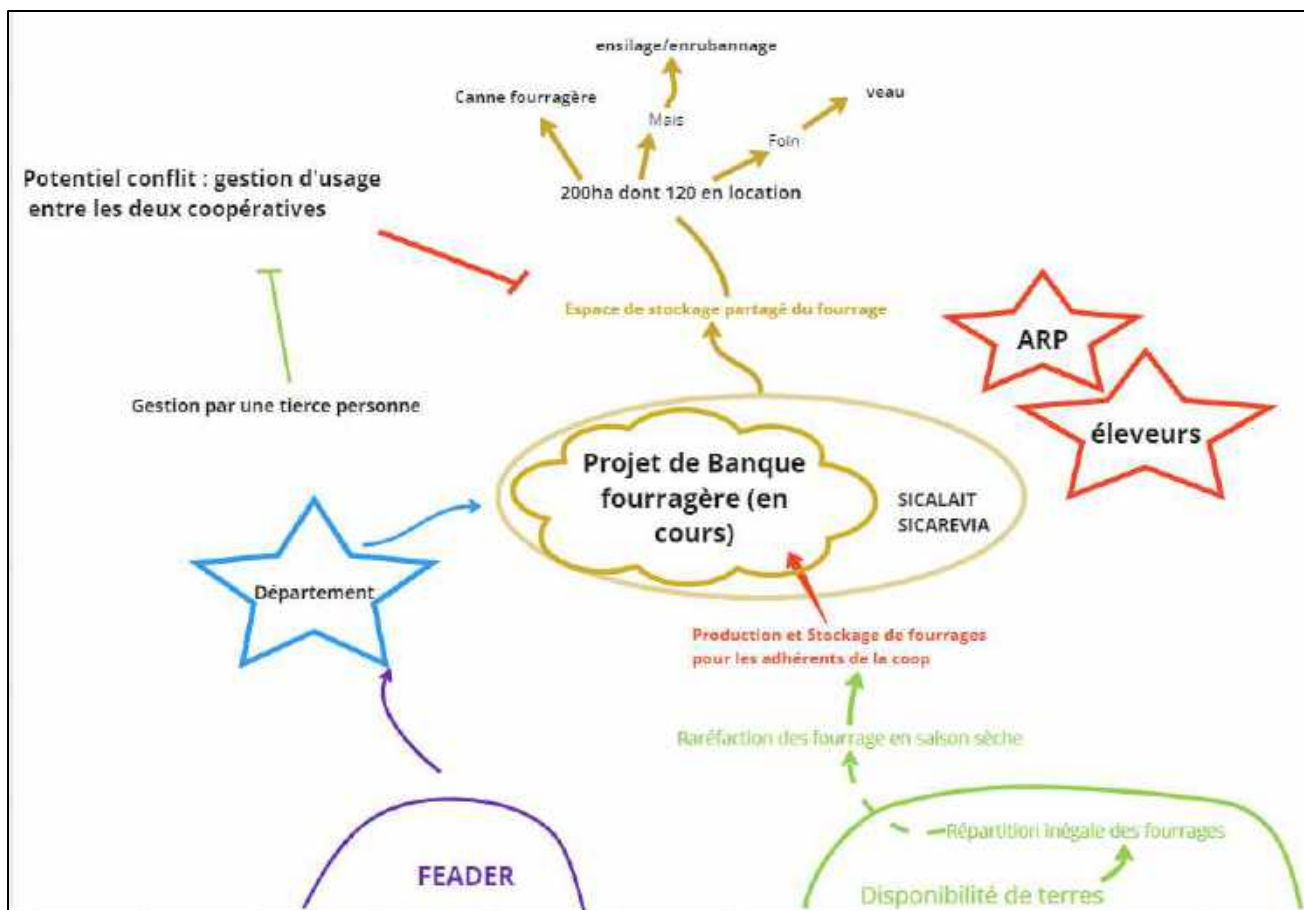 ensilage/enrubannage
Canne fourragère
veau
Mais
Foin
Potentiel conflit : gestion d'usage
entre les deux coopératives
200ha dont 120 en location
Espace de stockage partagé du fourrage
ARP
Gestion par une tierce personne
éleveurs
Projet de Banque
fourragère (en
cours)
SICALAIT
SICAREVIA
Département
Production et Stockage de fourrages
pour les adhérents de la coop
Raréfaction des fourrage en saison sèche
Répartition inégale des fourrages
FEADER
Disponibilité de terres